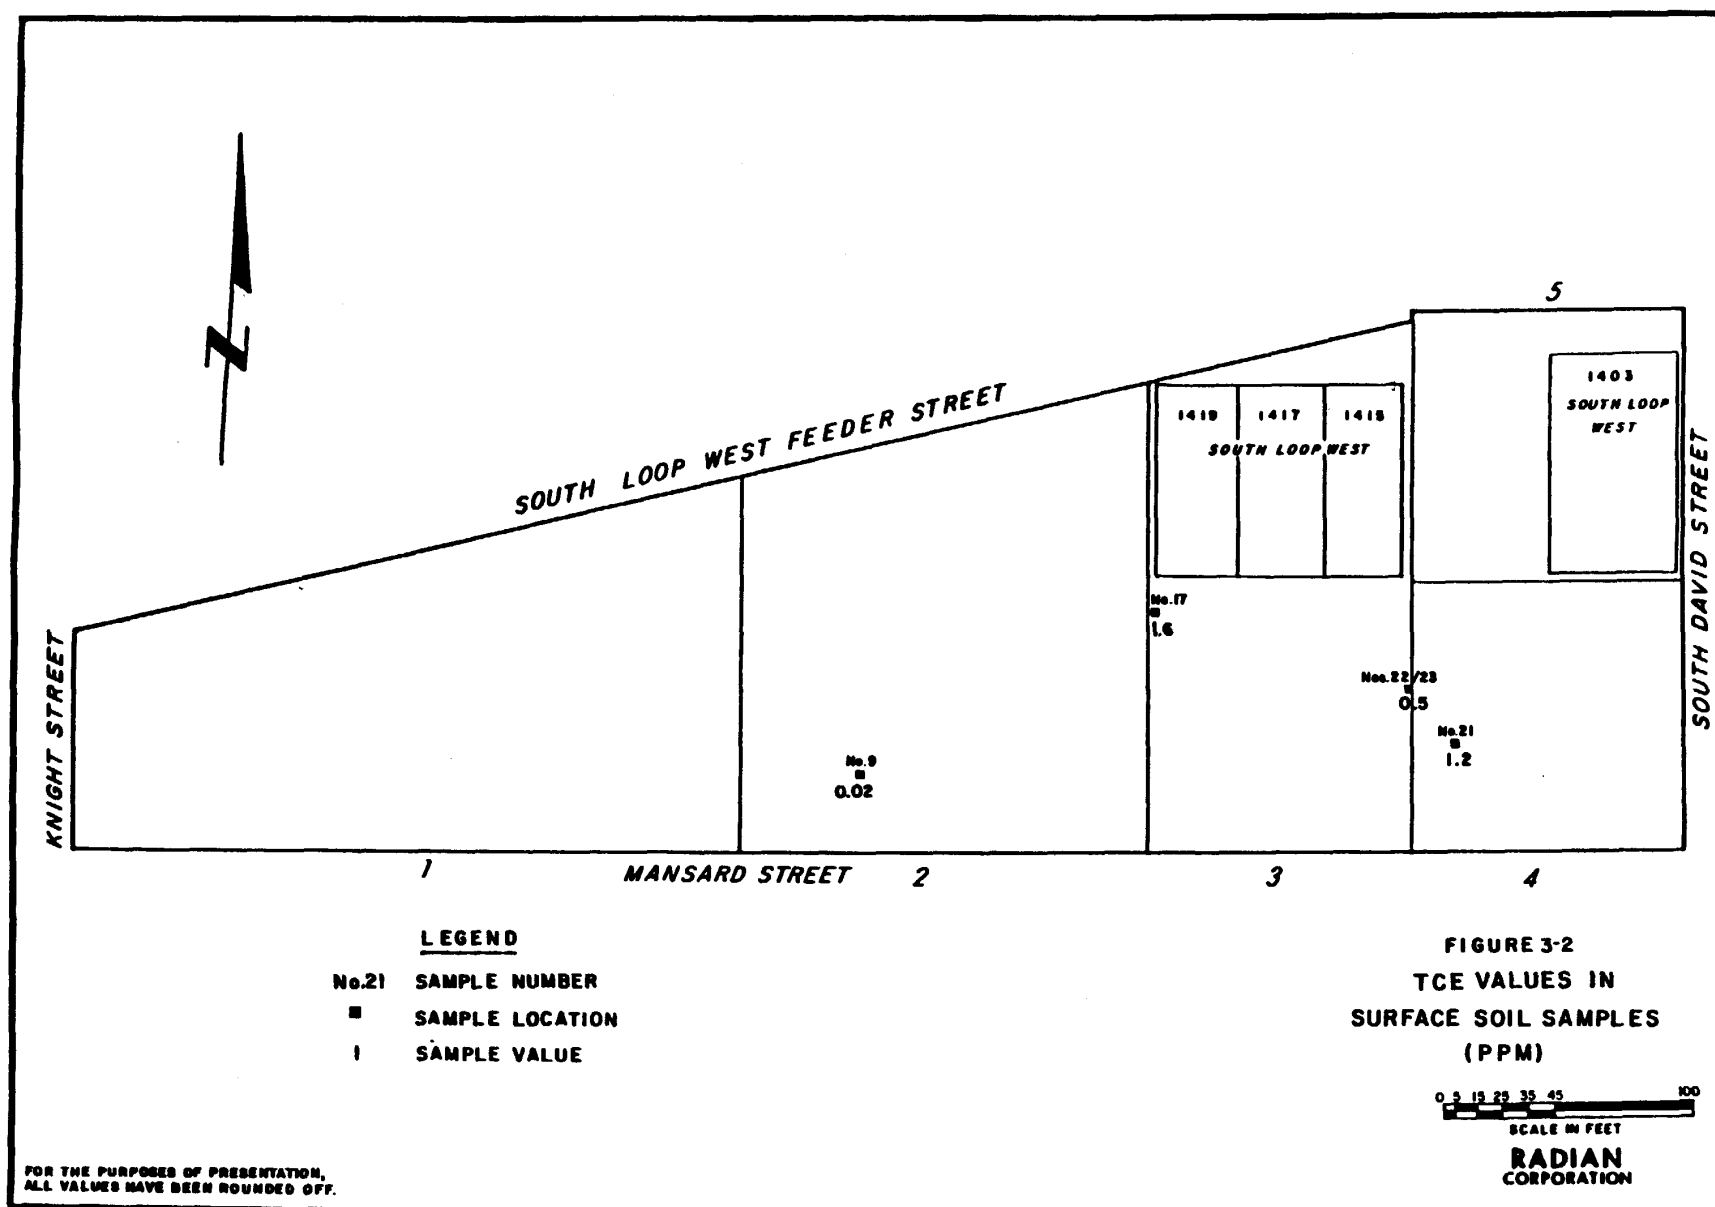 5
1403
SOUTH LOOP
WEST
1419 1417 1415
SOUTH LOOP WEST
SOUTH LOOP WEST FEEDER STREET
SOUTH DAVID STREET
KNIGHT STREET
No.17
1.6
Nos.22/23
0.5
No.21
1.2
No.9
0.02
1
MANSARD STREET
2
3
4
LEGEND
No.21 SAMPLE NUMBER
SAMPLE LOCATION
1 SAMPLE VALUE
FIGURE 3-2
TCE VALUES IN
SURFACE SOIL SAMPLES
(PPM)
0 5 15 25 35 45 100
SCALE IN FEET
RADIAN
CORPORATION
FOR THE PURPOSES OF PRESENTATION,
ALL VALUES HAVE BEEN ROUNDED OFF.
N